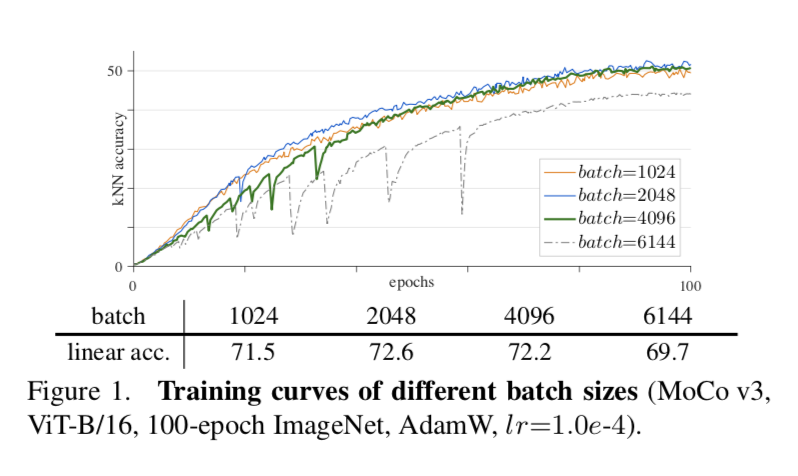 50
kNN accuracy
batch=1024
batch=2048
batch=4096
batch=6144
0
epochs
0
100
batch 1024 2048 4096 6144
linear acc. 71.5 72.6 72.2 69.7
Figure 1. Training curves of different batch sizes (MoCo v3,
ViT-B/16, 100-epoch ImageNet, AdamW, lr=1.0e-4).